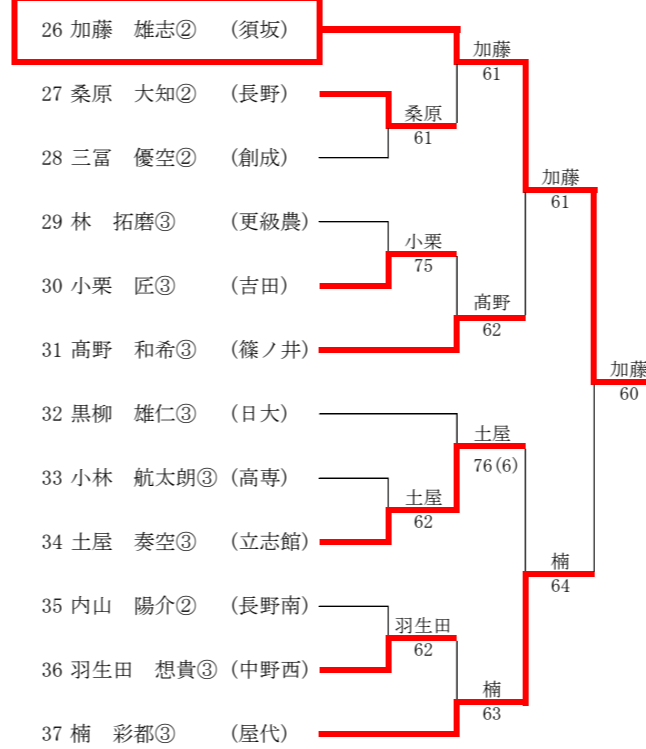 26 加藤　雄志② (須坂)
27 桑原　大知② (長野)
28 三冨　優空② (創成)
29 林　拓磨③ (更級農)
30 小栗　匠③ (吉田)
31 髙野　和希③ (篠ノ井)
32 黒柳　雄仁③ (日大)
33 小林　航太朗③ (高専)
34 土屋　奏空③ (立志館)
35 内山　陽介② (長野南)
36 羽生田　想貴③ (中野西)
37 楠　彩都③ (屋代)
桑原
61
小栗
75
土屋
62
羽生田
62
加藤
61
髙野
62
土屋
76(6)
楠
63
加藤
61
楠
64
加藤
60